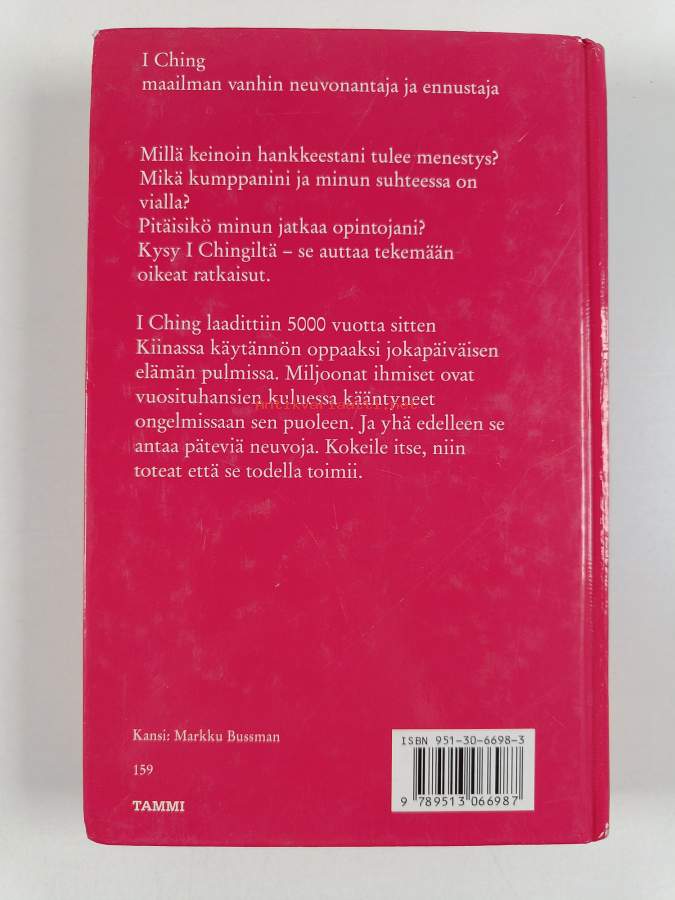 I Ching
maailman vanhin neuvonantaja ja ennustaja
Millä keinoin hankkeestani tulee menestys?
Mikä kumppanini ja minun suhteessa on
vialla?
Pitäisikö minun jatkaa opintojani?
Kysy I Chingiltä – se auttaa tekemään
oikeat ratkaisut.
I Ching laadittiin 5000 vuotta sitten
Kiinassa käytännön oppaaksi jokapäiväisen
elämän pulmissa. Miljoonat ihmiset ovat
vuosituhansien kuluessa kääntyneet
Antikvariaatti.net
ongelmissaan sen puoleen. Ja yhä edelleen se
antaa päteviä neuvoja. Kokeile itse, niin
toteat että se todella toimii.
Kansi: Markku Bussman
159
TAMMI
ISBN 951-30-6698-3
9 789513 066987